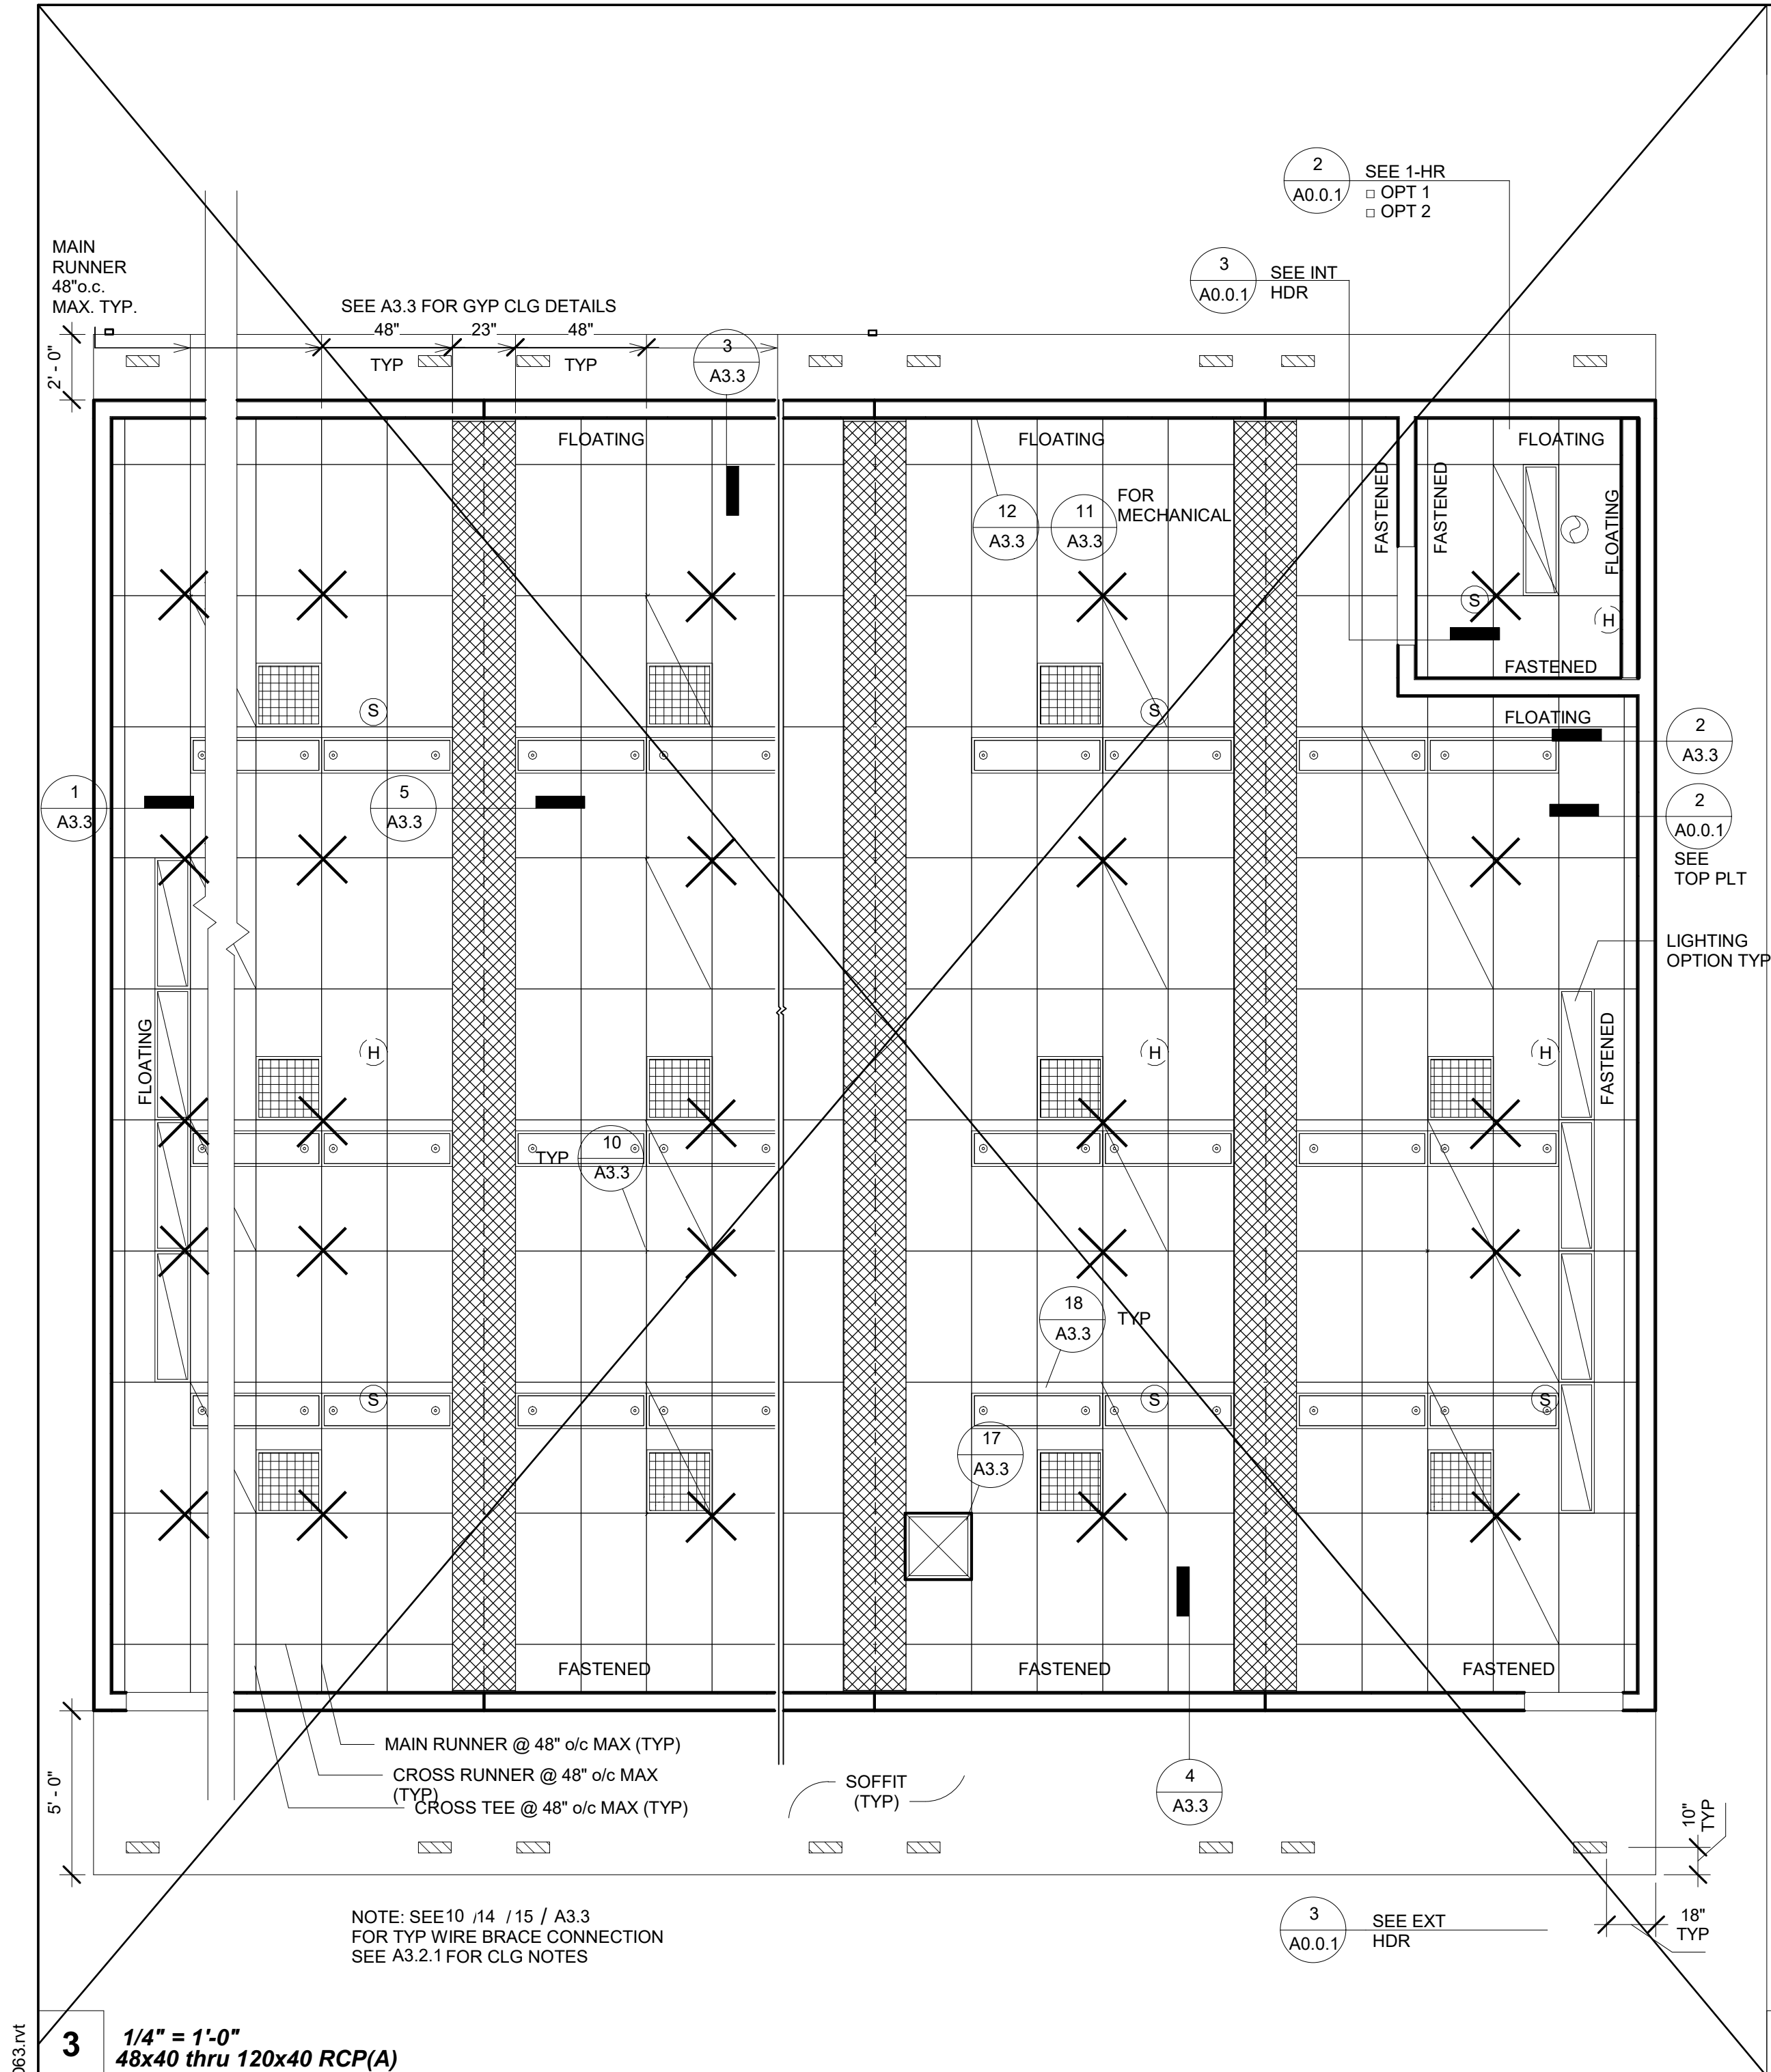 2
A0.0.1
SEE 1-HR
□ OPT 1
□ OPT 2
3
A0.0.1
SEE INT
HDR
MAIN
RUNNER
48"o.c.
MAX. TYP.
SEE A3.3 FOR GYP CLG DETAILS
48"
23"
48"
TYP
TYP
3
A3.3
2' - 0"
FLOATING
FLOATING
FLOATING
FASTENED
FASTENED
FLOATING
12
A3.3
11
A3.3
FOR
MECHANICAL
S
H
FASTENED
S
S
FLOATING
2
A3.3
1
A3.3
5
A3.3
2
A0.0.1
SEE
TOP PLT
LIGHTING
OPTION TYP
FLOATING
H
H
H
FASTENED
TYP
10
A3.3
18
A3.3
TYP
S
S
S
17
A3.3
FASTENED
FASTENED
FASTENED
MAIN RUNNER @ 48" o/c MAX (TYP)
CROSS RUNNER @ 48" o/c MAX
(TYP)
CROSS TEE @ 48" o/c MAX (TYP)
5' - 0"
SOFFIT
(TYP)
4
A3.3
10"
TYP
18"
TYP
NOTE: SEE 10 /14 / 15 / A3.3
FOR TYP WIRE BRACE CONNECTION
SEE A3.2.1 FOR CLG NOTES
3
A0.0.1
SEE EXT
HDR
063.rvt
3
1/4" = 1'-0"
48x40 thru 120x40 RCP(A)